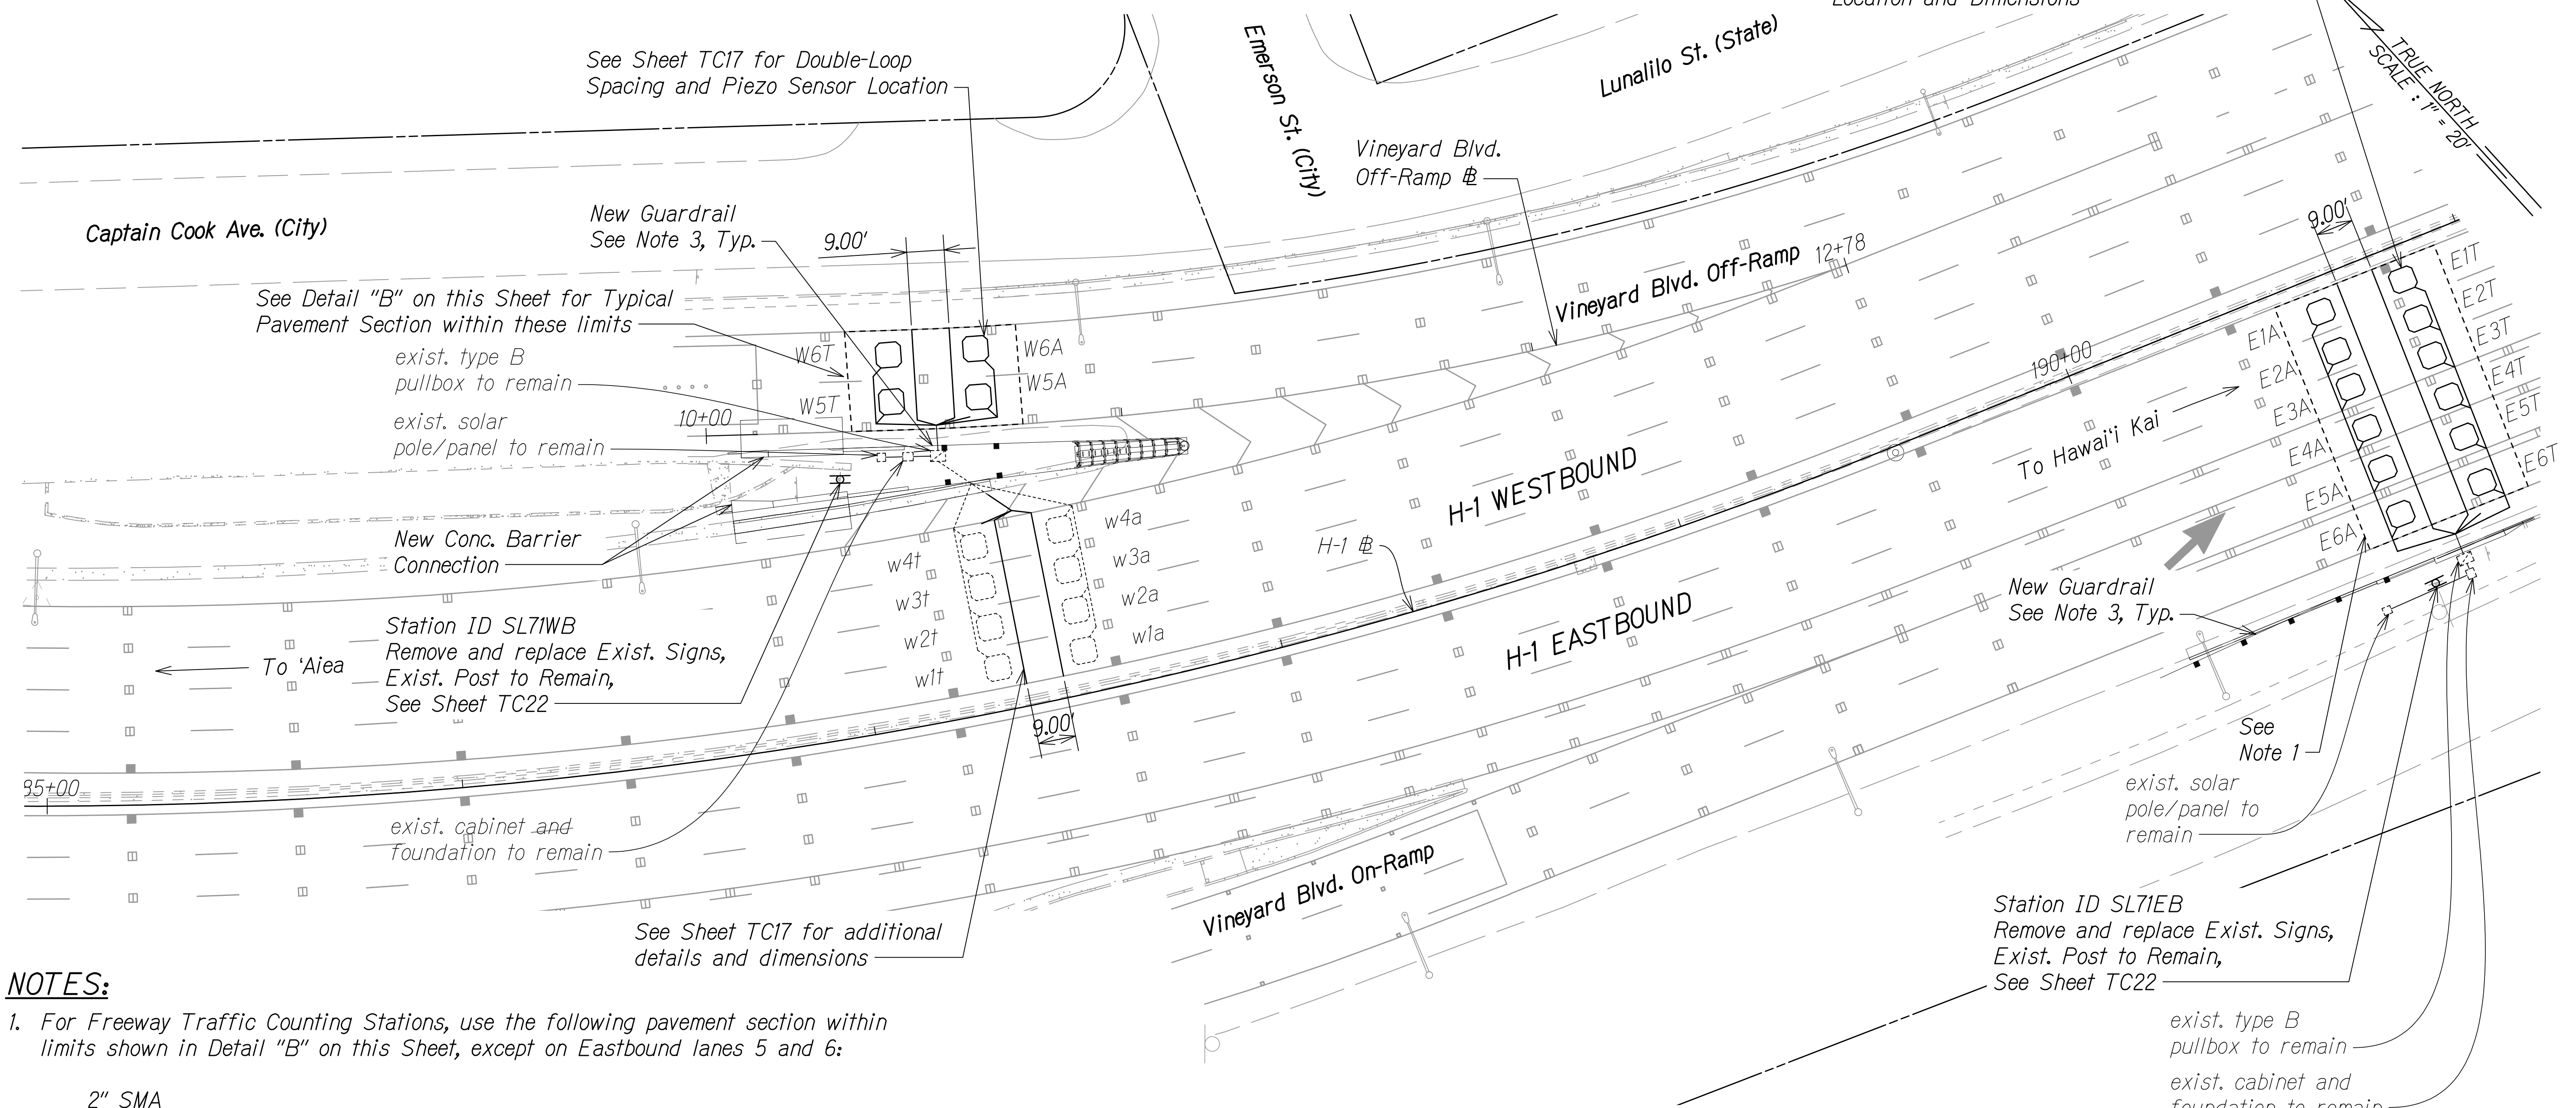 Location and Dimensions
See Sheet TC17 for Double-Loop
Spacing and Piezo Sensor Location
Emerson St. (City)
Lunalilo St. (State)
TRUE NORTH
SCALE : 1" = 20'
Vineyard Blvd.
Off-Ramp BL
Captain Cook Ave. (City)
New Guardrail
See Note 3, Typ.
9.00'
9.00'
Vineyard Blvd. Off-Ramp
12+78
See Detail "B" on this Sheet for Typical
Pavement Section within these limits
W6T
W6A
W5A
W5T
E1T
E2T
E3T
E4T
E5T
E6T
E1A
E2A
E3A
E4A
E5A
E6A
exist. type B
pullbox to remain
exist. solar
pole/panel to remain
10+00
190+00
To Hawai'i Kai
H-1 WESTBOUND
New Conc. Barrier
Connection
w4a
w3a
w2a
w1a
w4t
w3t
w2t
w1t
H-1 BL
H-1 EASTBOUND
New Guardrail
See Note 3, Typ.
Station ID SL71WB
Remove and replace Exist. Signs,
Exist. Post to Remain,
See Sheet TC22
To 'Aiea
9.00'
See
Note 1
85+00
exist. solar
pole/panel to
remain
exist. cabinet and
foundation to remain
Vineyard Blvd. On-Ramp
See Sheet TC17 for additional
details and dimensions
Station ID SL71EB
Remove and replace Exist. Signs,
Exist. Post to Remain,
See Sheet TC22
exist. type B
pullbox to remain
exist. cabinet and
foundation to remain
NOTES:
1. For Freeway Traffic Counting Stations, use the following pavement section within
limits shown in Detail "B" on this Sheet, except on Eastbound lanes 5 and 6:
2" SMA